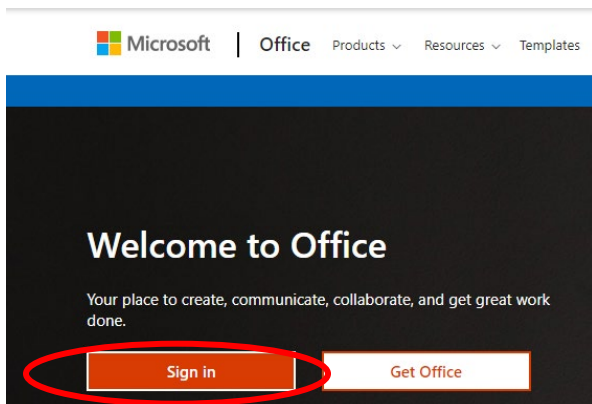 Microsoft | Office Products Resources Templates
Welcome to Office
Your place to create, communicate, collaborate, and get great work
done.
Sign in Get Office